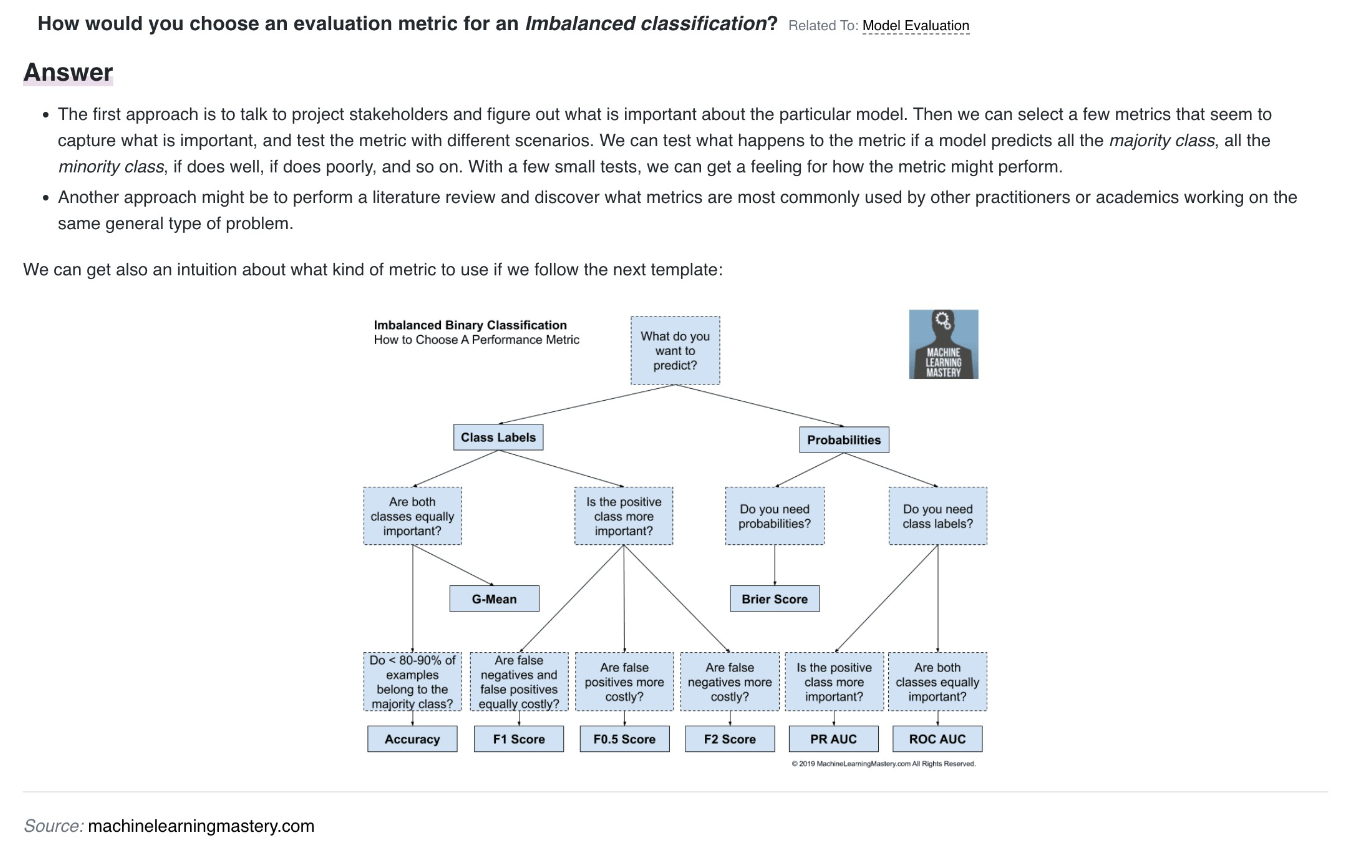 How would you choose an evaluation metric for an Imbalanced classification? Related To: Model Evaluation
Answer
• The first approach is to talk to project stakeholders and figure out what is important about the particular model. Then we can select a few metrics that seem to
capture what is important, and test the metric with different scenarios. We can test what happens to the metric if a model predicts all the majority class, all the
minority class, if does well, if does poorly, and so on. With a few small tests, we can get a feeling for how the metric might perform.
• Another approach might be to perform a literature review and discover what metrics are most commonly used by other practitioners or academics working on the
same general type of problem.
We can get also an intuition about what kind of metric to use if we follow the next template:
Imbalanced Binary Classification
How to Choose A Performance Metric
What do you
want to
predict?
MACHINE
LEARNING
MASTERY
Class Labels
Probabilities
Are both
classes equally
important?
Is the positive
class more
important?
Do you need
probabilities?
Do you need
class labels?
G-Mean
Brier Score
Do < 80-90% of
examples
belong to the
majority class?
Are false
negatives and
false positives
equally costly?
Are false
positives more
costly?
Are false
negatives more
costly?
Is the positive
class more
important?
Are both
classes equally
important?
Accuracy
F1 Score
F0.5 Score
F2 Score
PR AUC
ROC AUC
© 2019 MachineLearningMastery.com All Rights Reserved.
Source: machinelearningmastery.com